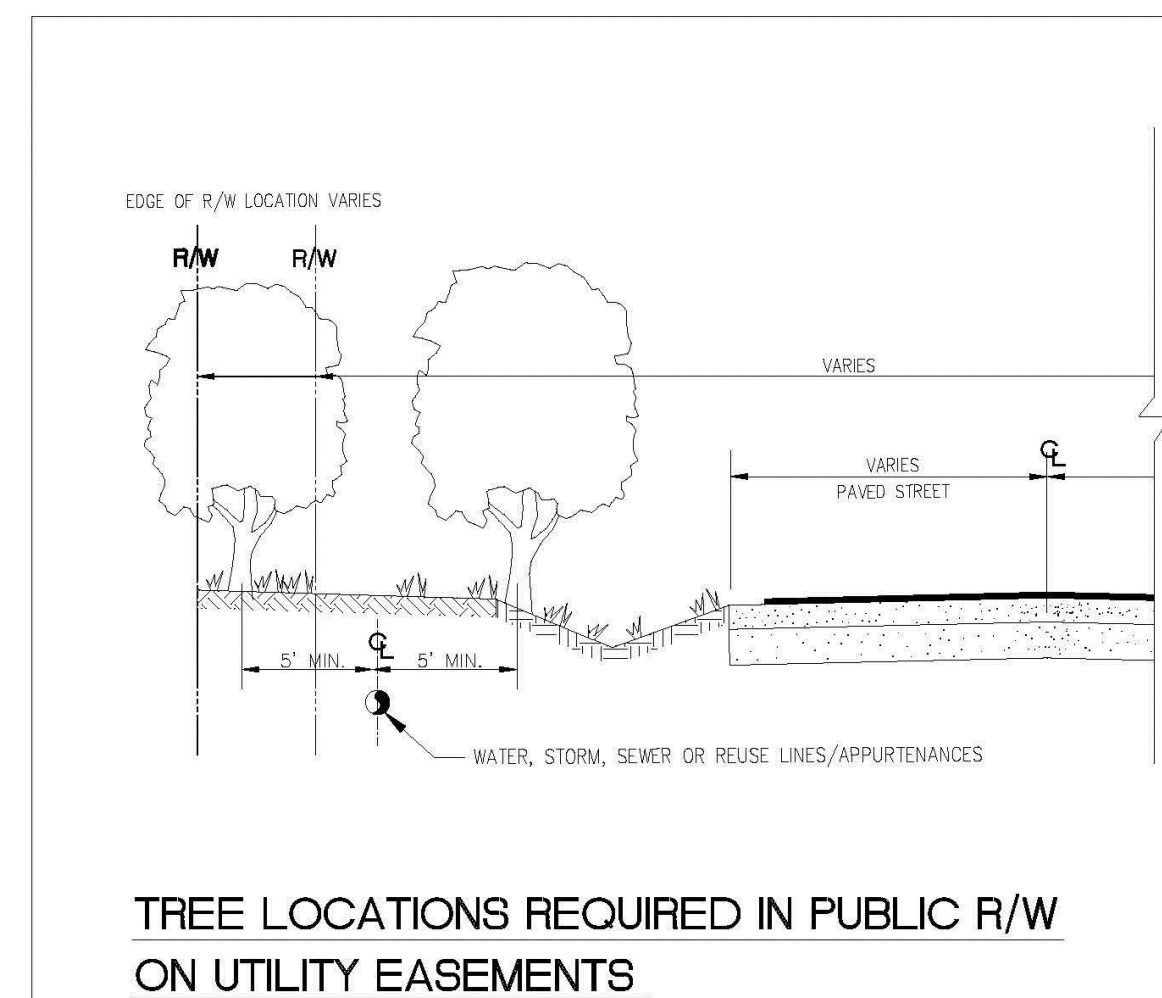 EDGE OF R/W LOCATION VARIES
R/W R/W
VARIES
℄
VARIES
PAVED STREET
℄
5' MIN. 5' MIN.
WATER, STORM, SEWER OR REUSE LINES/APPURTENANCES
TREE LOCATIONS REQUIRED IN PUBLIC R/W
ON UTILITY EASEMENTS